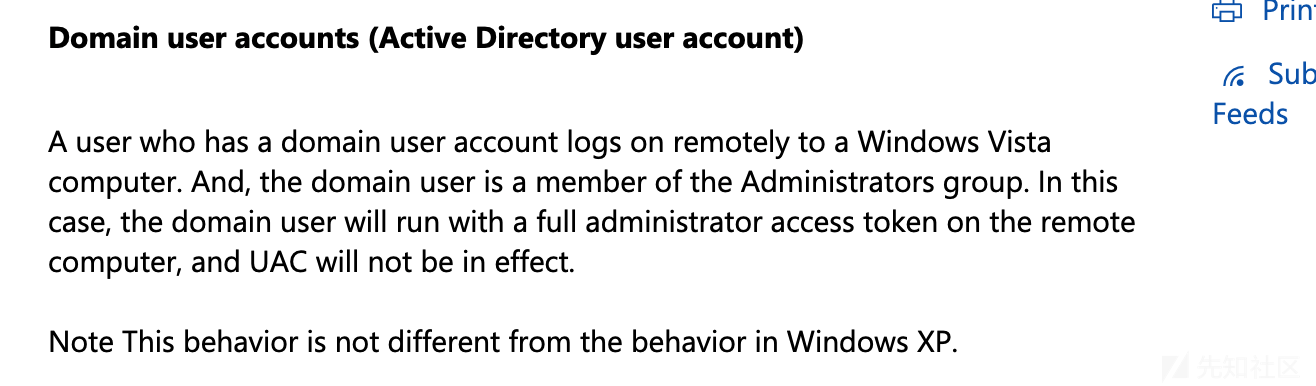 Domain user accounts (Active Directory user account)
Prin
Sub
Feeds
A user who has a domain user account logs on remotely to a Windows Vista
computer. And, the domain user is a member of the Administrators group. In this
case, the domain user will run with a full administrator access token on the remote
computer, and UAC will not be in effect.
Note This behavior is not different from the behavior in Windows XP.
先知社区